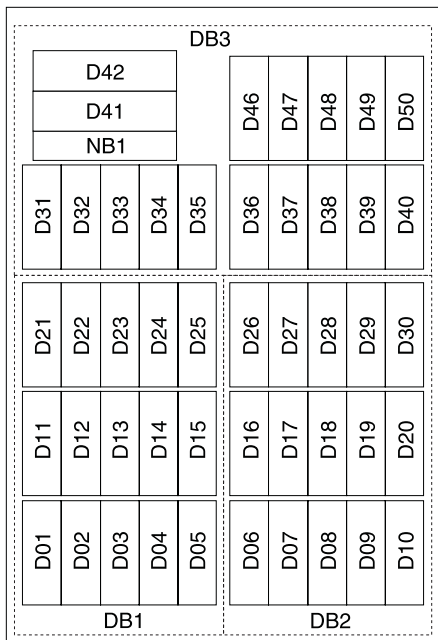 DB3
D42
D41
NB1
D46 D47 D48 D49 D50
D31 D32 D33 D34 D35
D36 D37 D38 D39 D40
D21 D22 D23 D24 D25
D26 D27 D28 D29 D30
D11 D12 D13 D14 D15
D16 D17 D18 D19 D20
D01 D02 D03 D04 D05
D06 D07 D08 D09 D10
DB1
DB2